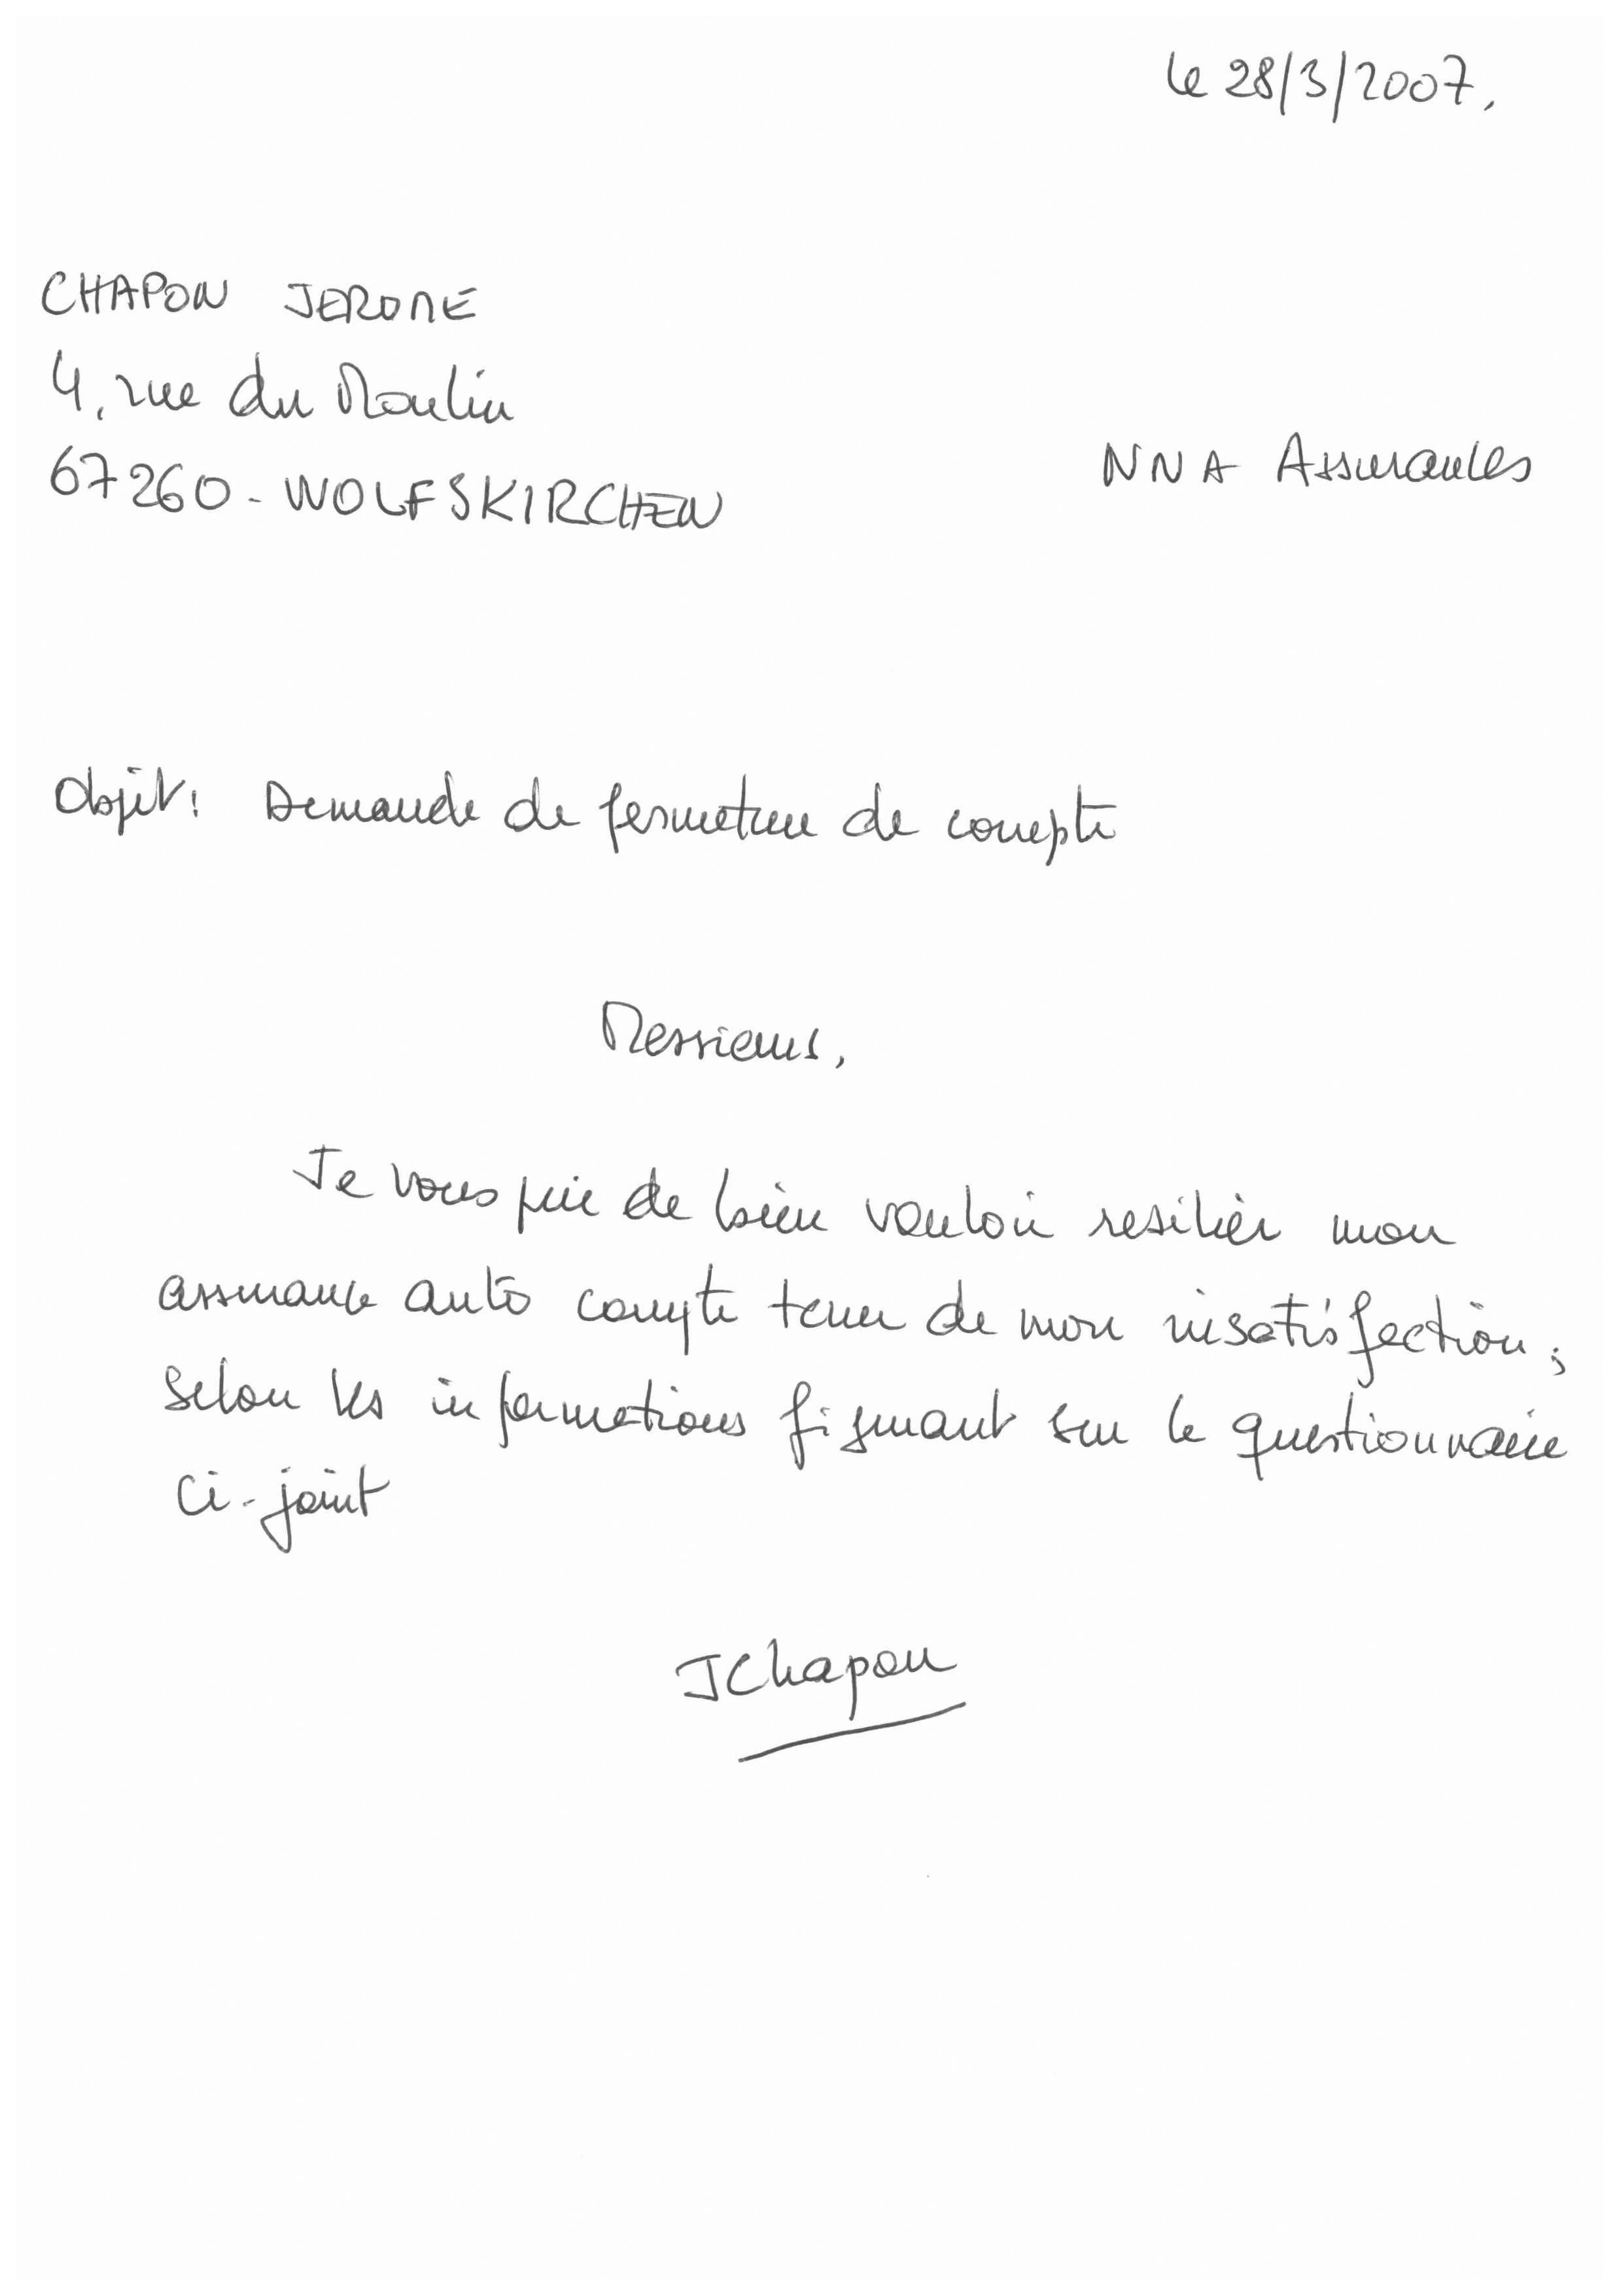 le 28/3/2007.
CHAPON JEROME
4, rue du Moulin
67260 - WOLFSKIRCHEN
NNA Assurances
Objet : Demande de fermeture de compte
Messieurs,
Je vous prie de bien vouloir resilier mon
assurance auto compte tenu de mon insatisfaction,
selon les informations figurant sur le questionnaire
ci-joint
JChapon